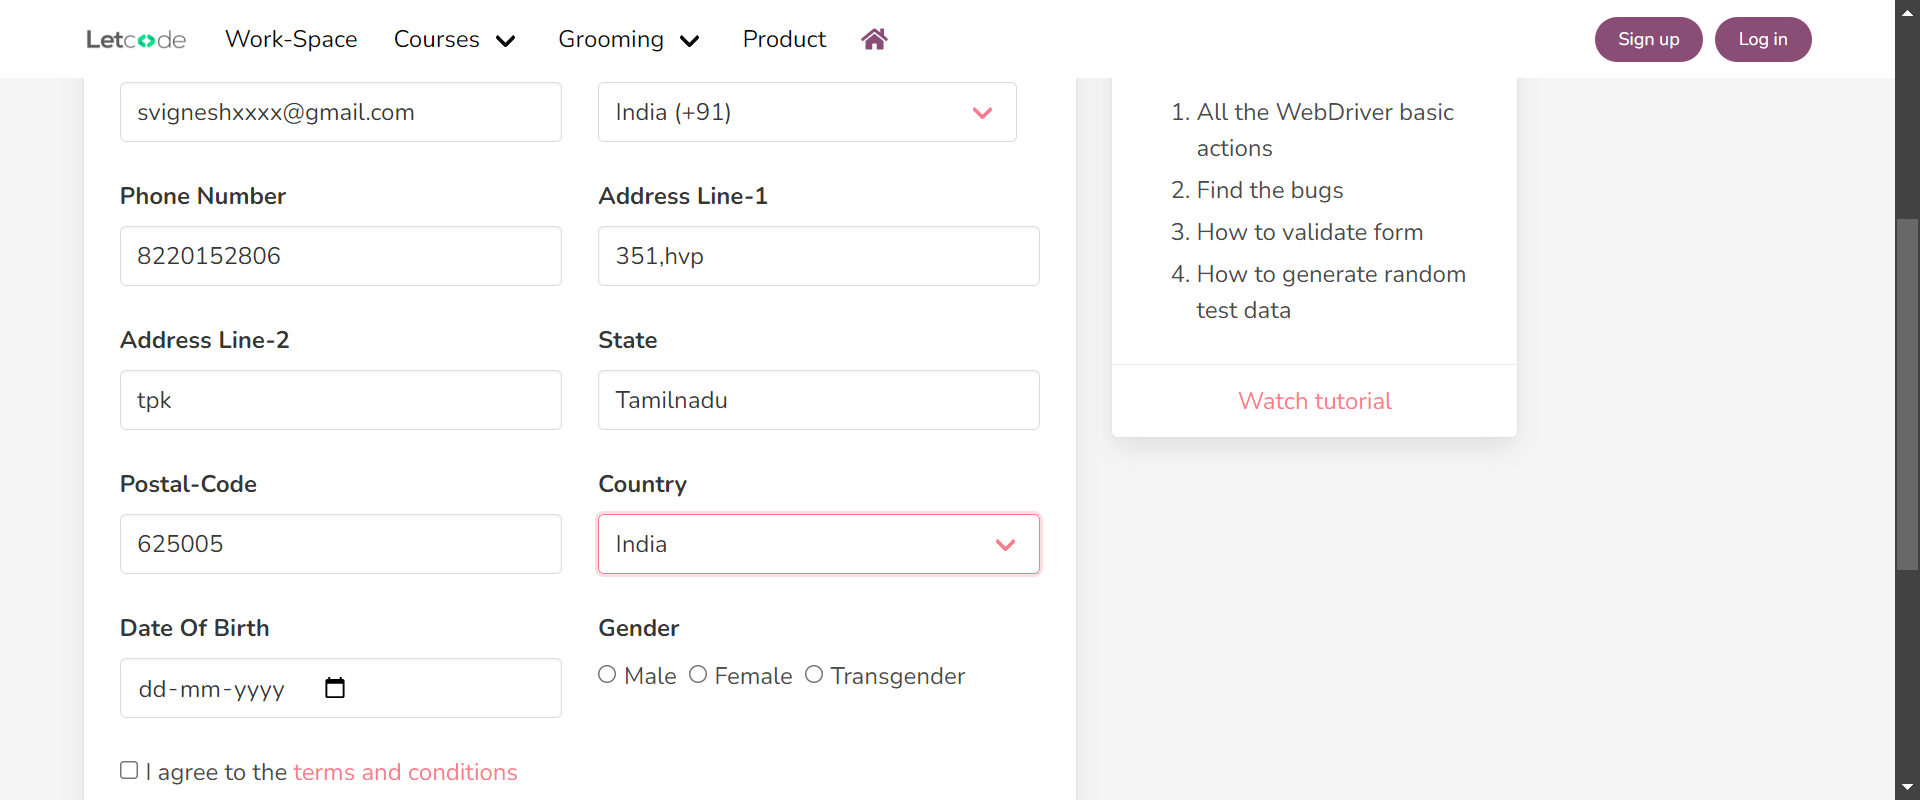 Letcode Work-Space Courses Grooming Product Sign up Log in
svigneshxxxx@gmail.com India (+91)
Phone Number Address Line-1
8220152806 351,hvp
Address Line-2 State
tpk Tamilnadu
Postal-Code Country
625005 India
Date Of Birth Gender
dd-mm-yyyy Male Female Transgender
I agree to the terms and conditions
1. All the WebDriver basic
actions
2. Find the bugs
3. How to validate form
4. How to generate random
test data
Watch tutorial